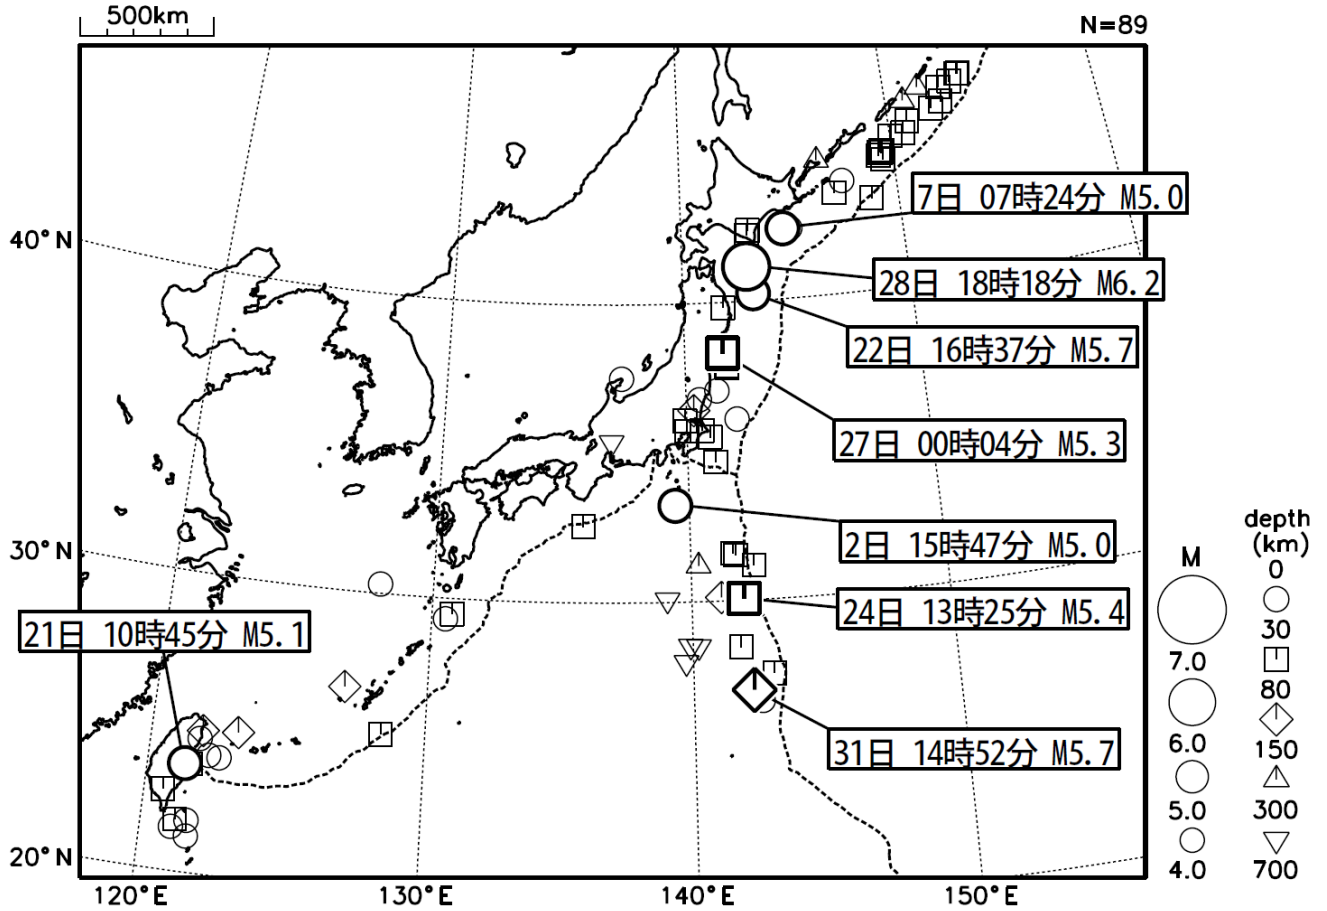 500km
N=89
7日 07時24分 M5.0
40°N
28日 18時18分 M6.2
22日 16時37分 M5.7
27日 00時04分 M5.3
2日 15時47分 M5.0
30°N
24日 13時25分 M5.4
21日 10時45分 M5.1
31日 14時52分 M5.7
20°N
120°E
130°E
140°E
150°E
M
7.0
6.0
5.0
4.0
depth
(km)
0
30
80
150
300
700